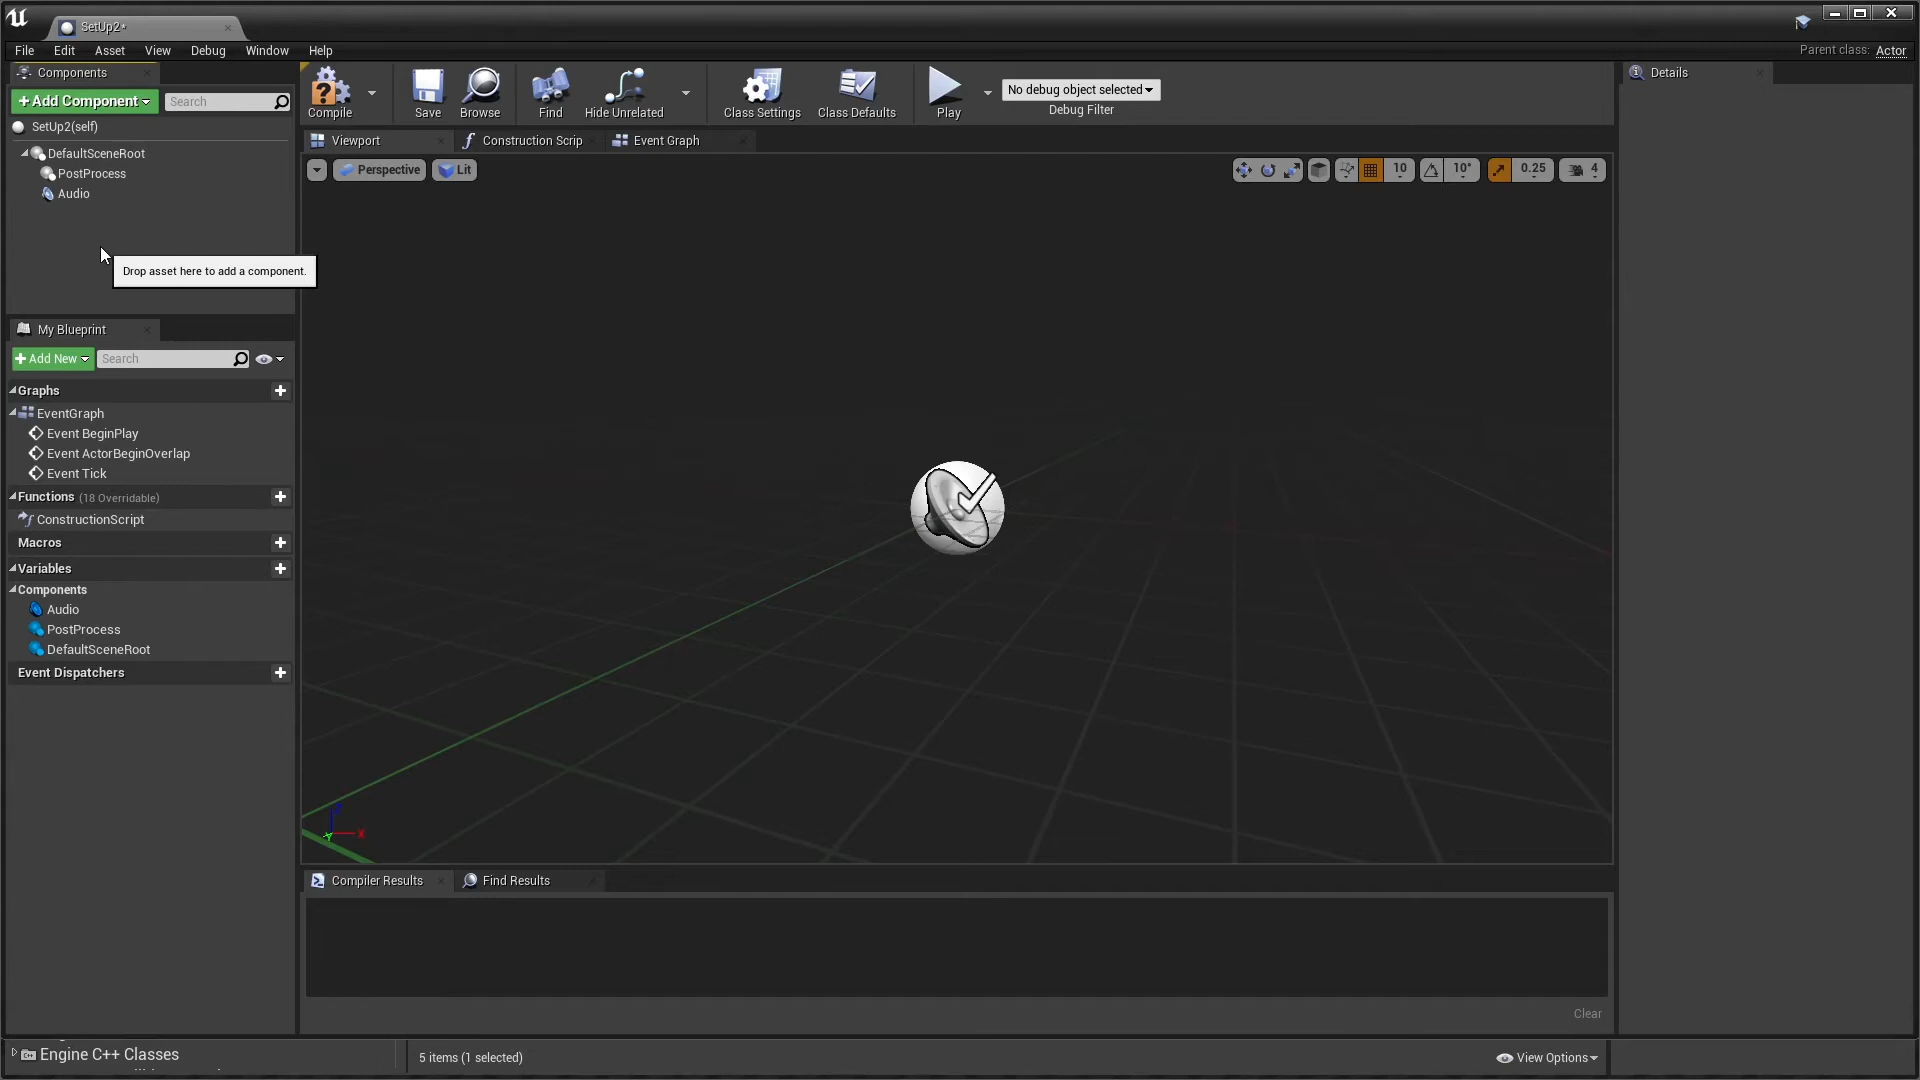 SetUp2*
File Edit Asset View Debug Window Help
Parent class: Actor
Components
+ Add Component
Search
SetUp2(self)
DefaultSceneRoot
PostProcess
Audio
Drop asset here to add a component.
Compile
Save
Browse
Find
Hide Unrelated
Class Settings
Class Defaults
Play
No debug object selected
Debug Filter
Details
Viewport
Construction Scrip
Event Graph
Perspective
Lit
10
10°
0.25
4
My Blueprint
+ Add New
Search
Graphs
EventGraph
Event BeginPlay
Event ActorBeginOverlap
Event Tick
Functions (18 Overridable)
ConstructionScript
Macros
Variables
Components
Audio
PostProcess
DefaultSceneRoot
Event Dispatchers
Z
Y
X
Compiler Results
Find Results
Clear
Engine C++ Classes
5 items (1 selected)
View Options